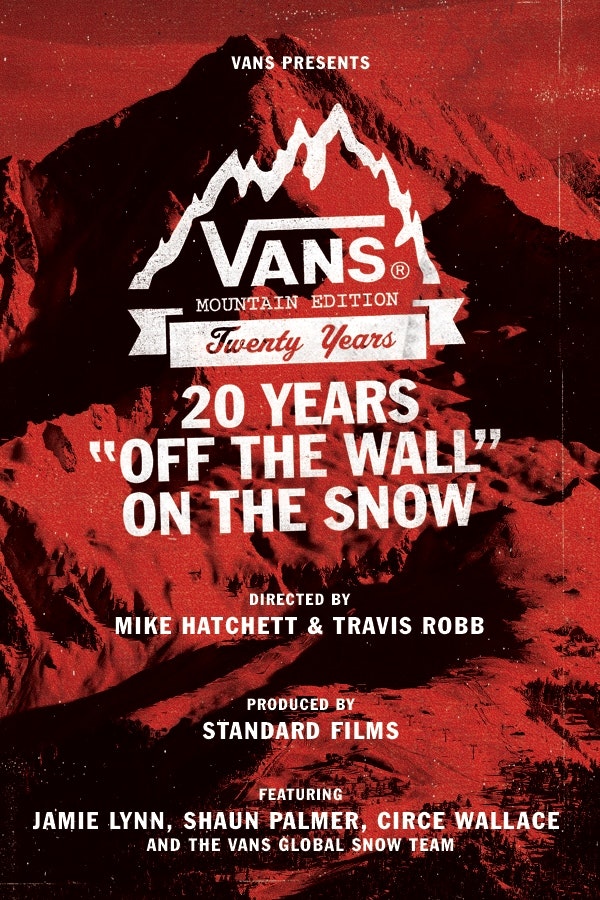 VANS PRESENTS
VANS®
MOUNTAIN EDITION
Twenty Years
20 YEARS
“OFF THE WALL”
ON THE SNOW
DIRECTED BY
MIKE HATCHETT & TRAVIS ROBB
PRODUCED BY
STANDARD FILMS
FEATURING
JAMIE LYNN, SHAUN PALMER, CIRCE WALLACE
AND THE VANS GLOBAL SNOW TEAM